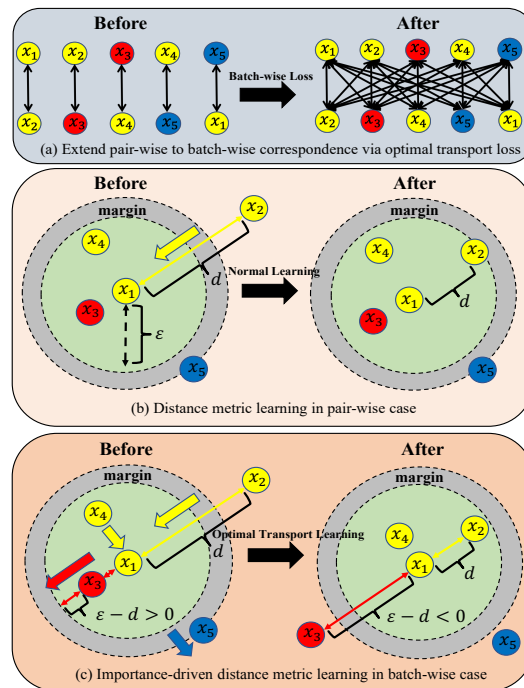 Before After
x₁ x₂ x₃ x₄ x₅ x₁ x₂ x₃ x₄ x₅
Batch-wise Loss
x₂ x₃ x₄ x₅ x₁ x₂ x₃ x₄ x₅ x₁
(a) Extend pair-wise to batch-wise correspondence via optimal transport loss
Before After
margin margin
x₂
x₄ x₄ x₂
d
Normal Learning
x₁ x₁
d
x₃ x₃
ε
x₅ x₅
(b) Distance metric learning in pair-wise case
Before After
margin margin
x₂
x₄ x₂
x₄
Optimal Transport Learning
d
x₁ x₁
d
x₃
ε − d > 0 ε − d < 0
x₅ x₃ x₅
(c) Importance-driven distance metric learning in batch-wise case